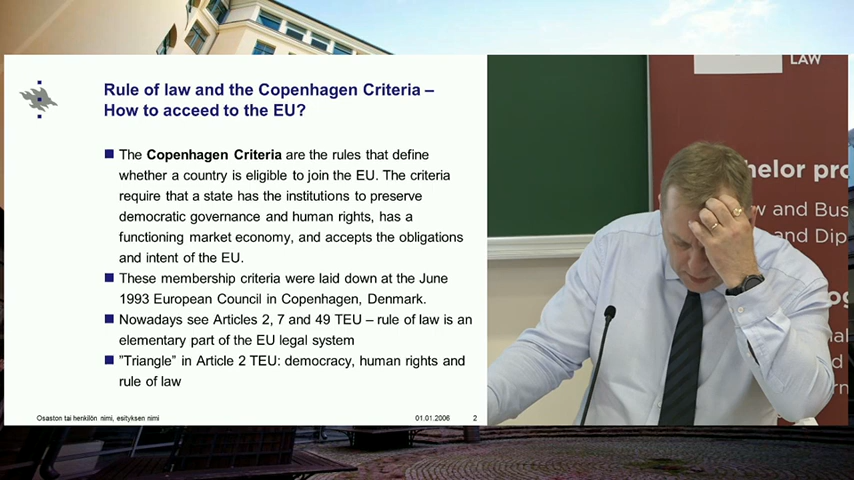 Rule of law and the Copenhagen Criteria –
How to acceed to the EU?
The Copenhagen Criteria are the rules that define
whether a country is eligible to join the EU. The criteria
require that a state has the institutions to preserve
democratic governance and human rights, has a
functioning market economy, and accepts the obligations
and intent of the EU.
These membership criteria were laid down at the June
1993 European Council in Copenhagen, Denmark.
Nowadays see Articles 2, 7 and 49 TEU – rule of law is an
elementary part of the EU legal system
”Triangle” in Article 2 TEU: democracy, human rights and
rule of law
Osaston tai henkilön nimi, esityksen nimi
01.01.2006
2
LAW
helor pro
w and Bus
and Dip